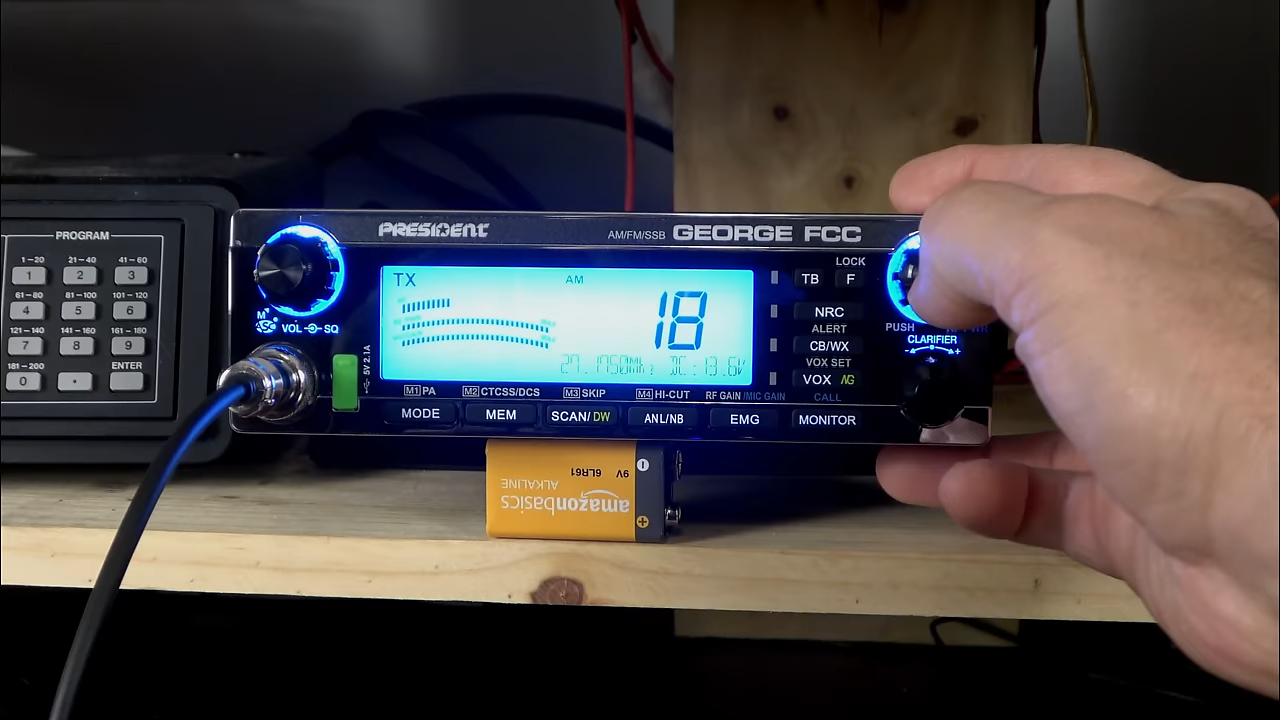 PROGRAM
1-20 21-40 41-60
1 2 3
61-80 81-100 101-120
4 5 6
121-140 141-160 161-180
7 8 9
181-200
0 . ENTER
PRESIDENT
AM/FM/SSB GEORGE FCC
TX AM
18
27.1750MHz DC:13.6V
M
ASC VOL SQ
5V 2.1A
LOCK
TB F
NRC
ALERT
CB/WX
VOX SET
VOX NG
CALL
PUSH
CLARIFIER
- +
M1 PA M2 CTCSS/DCS M3 SKIP M4 HI-CUT RF GAIN/MIC GAIN
MODE MEM SCAN/DW ANL/NB EMG MONITOR
amazonbasics
ALKALINE
9V 6LR61